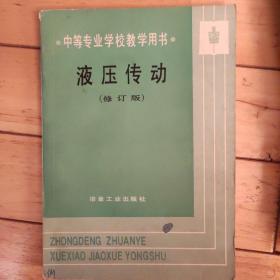 *中等专业学校教学用书*
液压传动
(修订版)
冶金工业出版社
ZHONGDENG ZHUANYE
XUEXIAO JIAOXUE YONGSHU